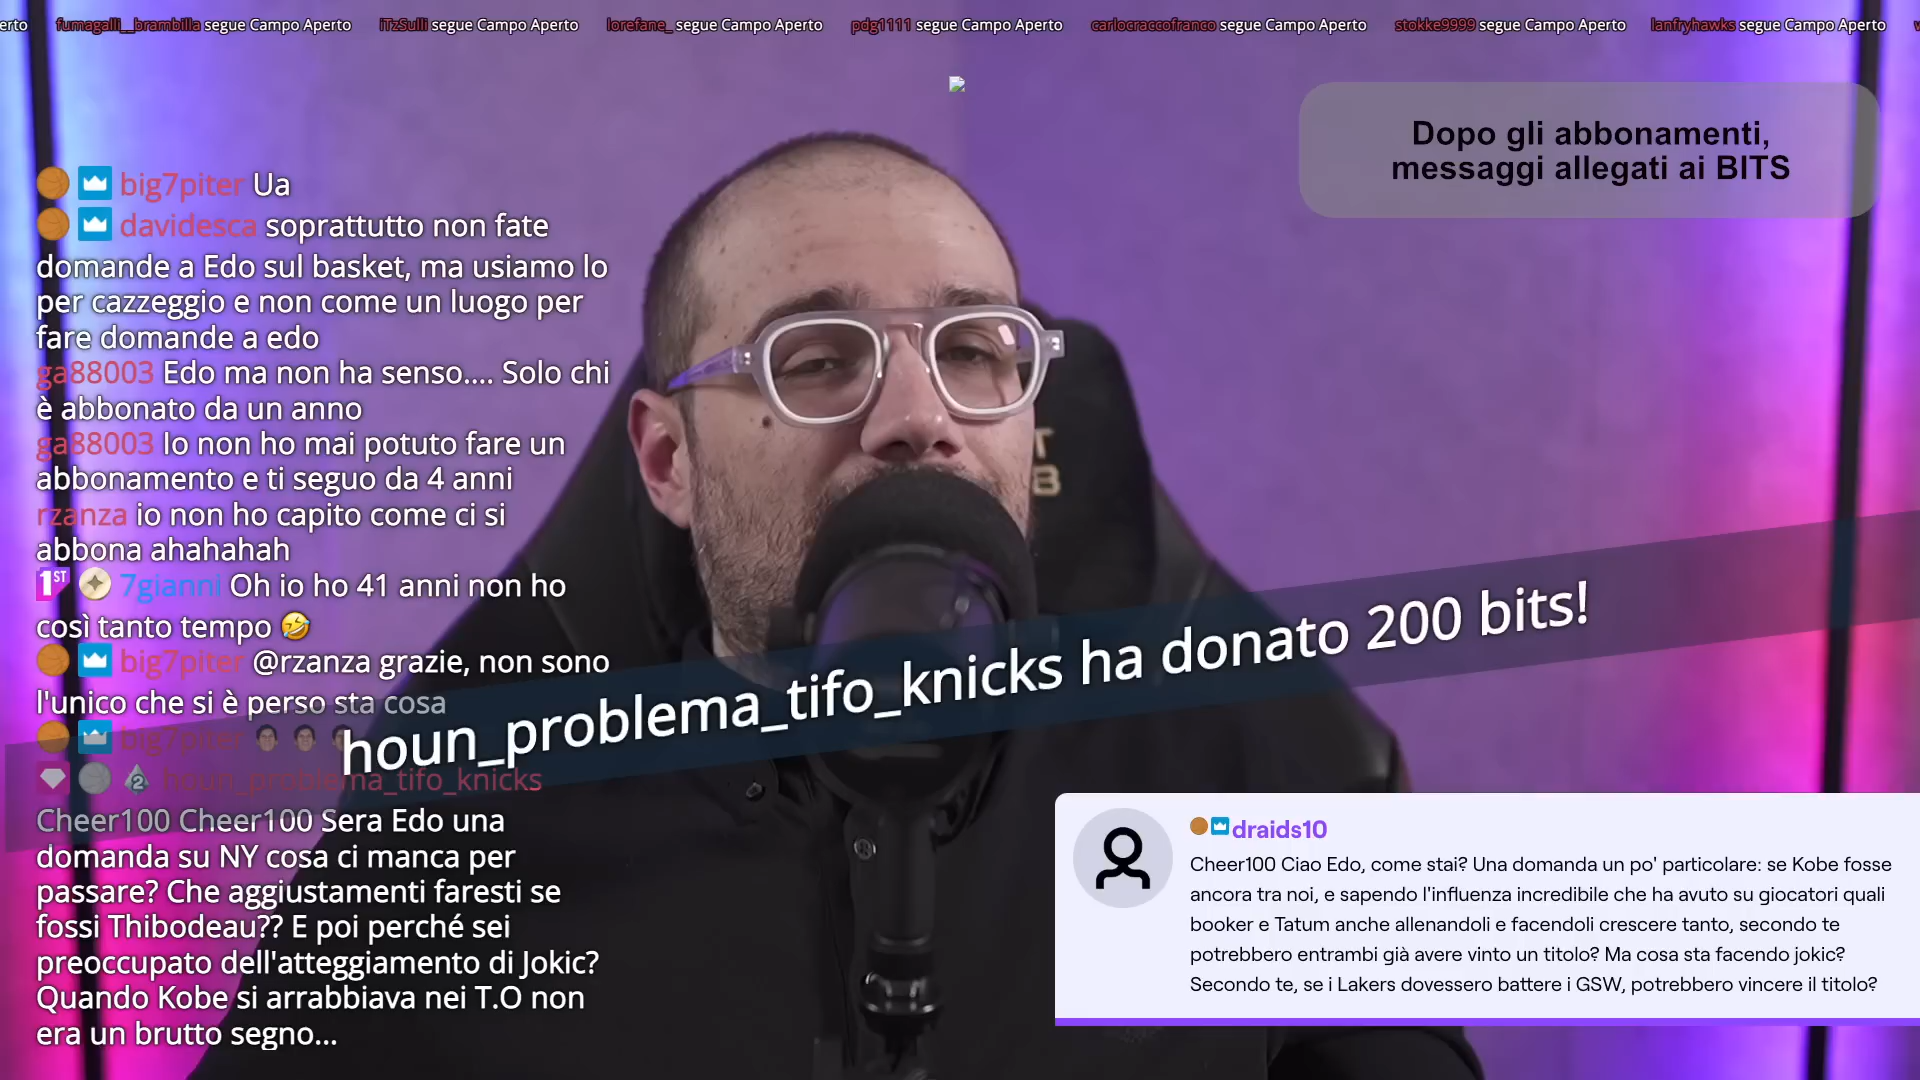 erto fumagalli__brambilla segue Campo Aperto iTzSulli segue Campo Aperto lorefane_ segue Campo Aperto pdg1111 segue Campo Aperto carlocraccofranco segue Campo Aperto stokke9999 segue Campo Aperto lanfryhawks segue Campo Aperto
Dopo gli abbonamenti,
messaggi allegati ai BITS
big7piter Ua
davidesca soprattutto non fate
domande a Edo sul basket, ma usiamo lo
per cazzeggio e non come un luogo per
fare domande a edo
ga88003 Edo ma non ha senso.... Solo chi
è abbonato da un anno
ga88003 Io non ho mai potuto fare un
abbonamento e ti seguo da 4 anni
rzanza io non ho capito come ci si
abbona ahahahah
1ST 7gianni Oh io ho 41 anni non ho
così tanto tempo 🤣
big7piter @rzanza grazie, non sono
l'unico che si è perso sta cosa
big7piter
2 houn_problema_tifo_knicks
Cheer100 Cheer100 Sera Edo una
domanda su NY cosa ci manca per
passare? Che aggiustamenti faresti se
fossi Thibodeau?? E poi perché sei
preoccupato dell'atteggiamento di Jokic?
Quando Kobe si arrabbiava nei T.O non
era un brutto segno...
houn_problema_tifo_knicks ha donato 200 bits!
draids10
Cheer100 Ciao Edo, come stai? Una domanda un po' particolare: se Kobe fosse
ancora tra noi, e sapendo l'influenza incredibile che ha avuto su giocatori quali
booker e Tatum anche allenandoli e facendoli crescere tanto, secondo te
potrebbero entrambi già avere vinto un titolo? Ma cosa sta facendo jokic?
Secondo te, se i Lakers dovessero battere i GSW, potrebbero vincere il titolo?